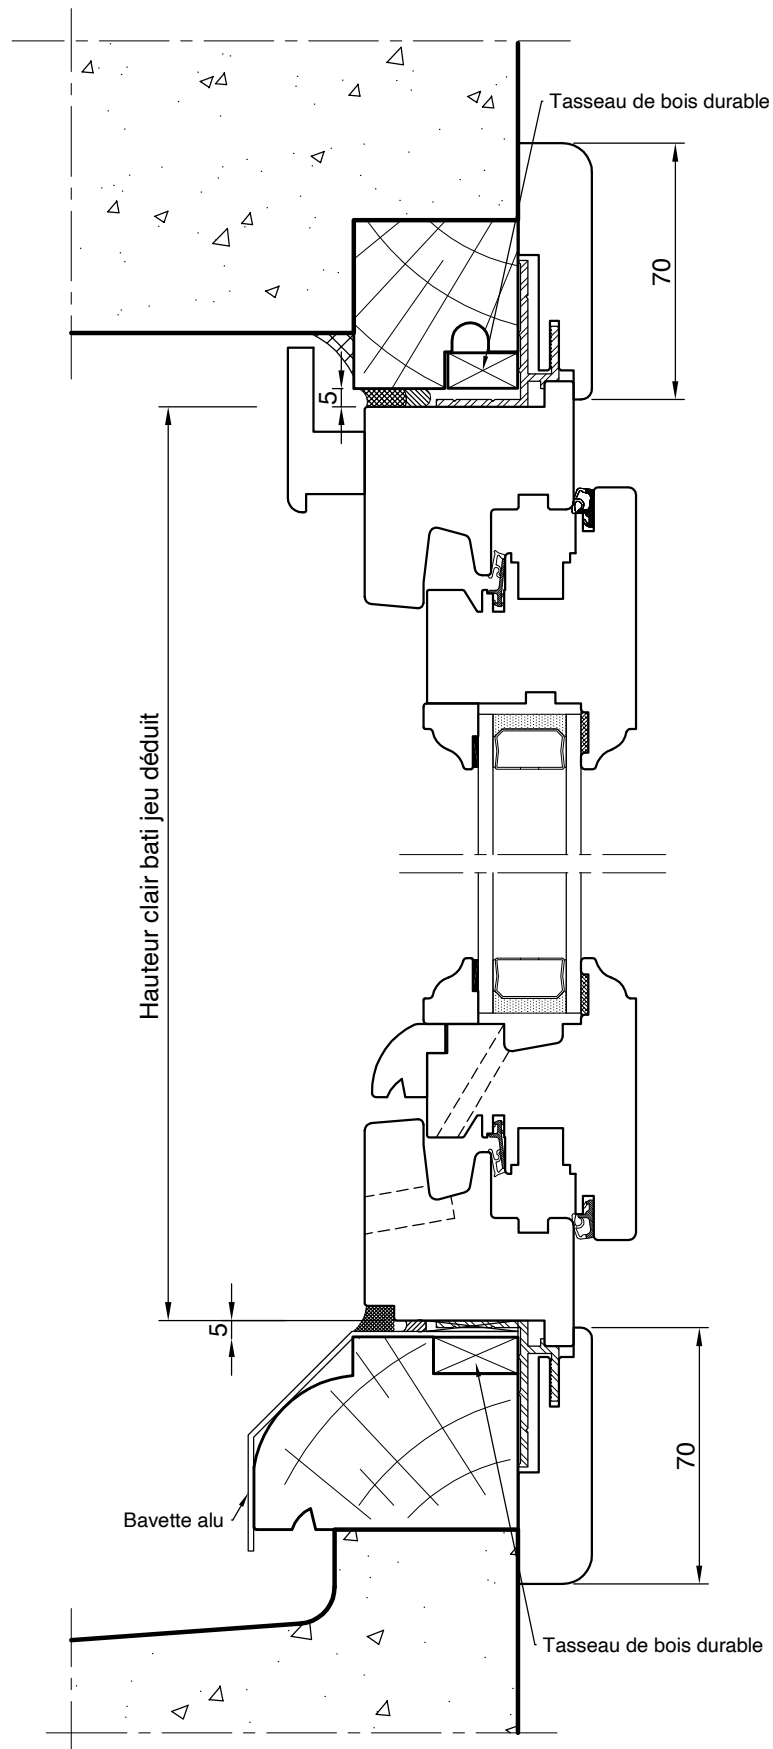 Tasseau de bois durable
70
5
Hauteur clair bati jeu déduit
5
70
Bavette alu
Tasseau de bois durable